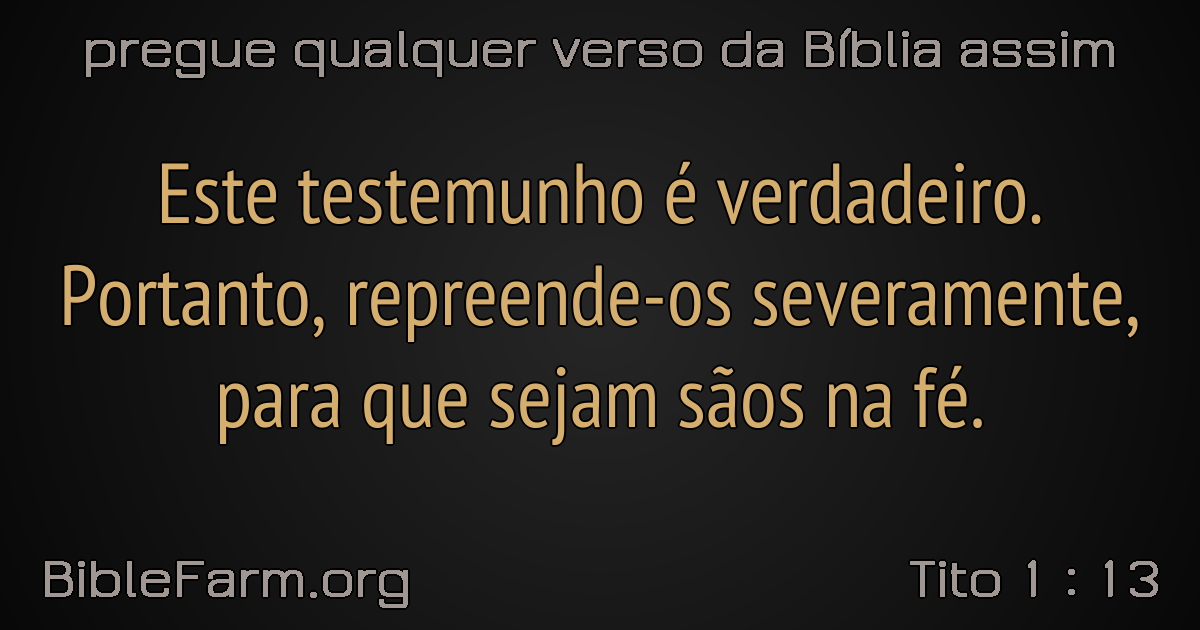 pregue qualquer verso da Bíblia assim
Este testemunho é verdadeiro.
Portanto, repreende-os severamente,
para que sejam sãos na fé.
BibleFarm.org
Tito 1 : 13